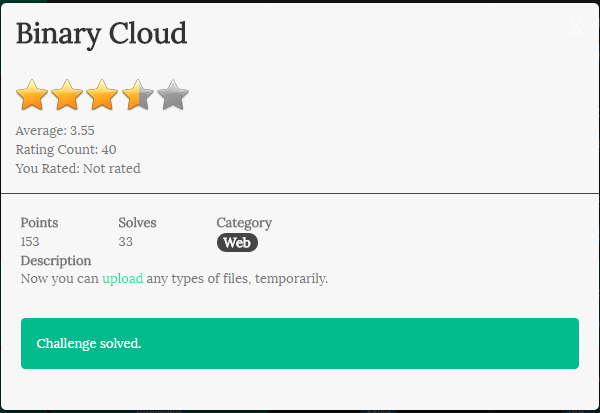 Binary Cloud
X
Average: 3.55
Rating Count: 40
You Rated: Not rated
Points Solves Category
153 33 Web
Description
Now you can upload any types of files, temporarily.
Challenge solved.